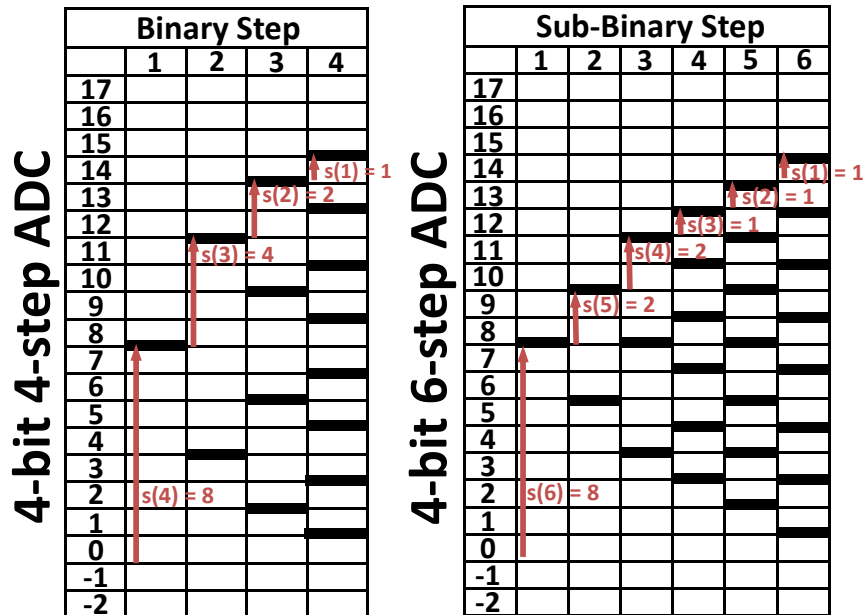 4-bit 4-step ADC
Binary Step
1 2 3 4
17
16
15
14
13
12
11
10
9
8
7
6
5
4
3
2
1
0
-1
-2
s(1) = 1
s(2) = 2
s(3) = 4
s(4) = 8
4-bit 6-step ADC
Sub-Binary Step
1 2 3 4 5 6
17
16
15
14
13
12
11
10
9
8
7
6
5
4
3
2
1
0
-1
-2
s(1) = 1
s(2) = 1
s(3) = 1
s(4) = 2
s(5) = 2
s(6) = 8